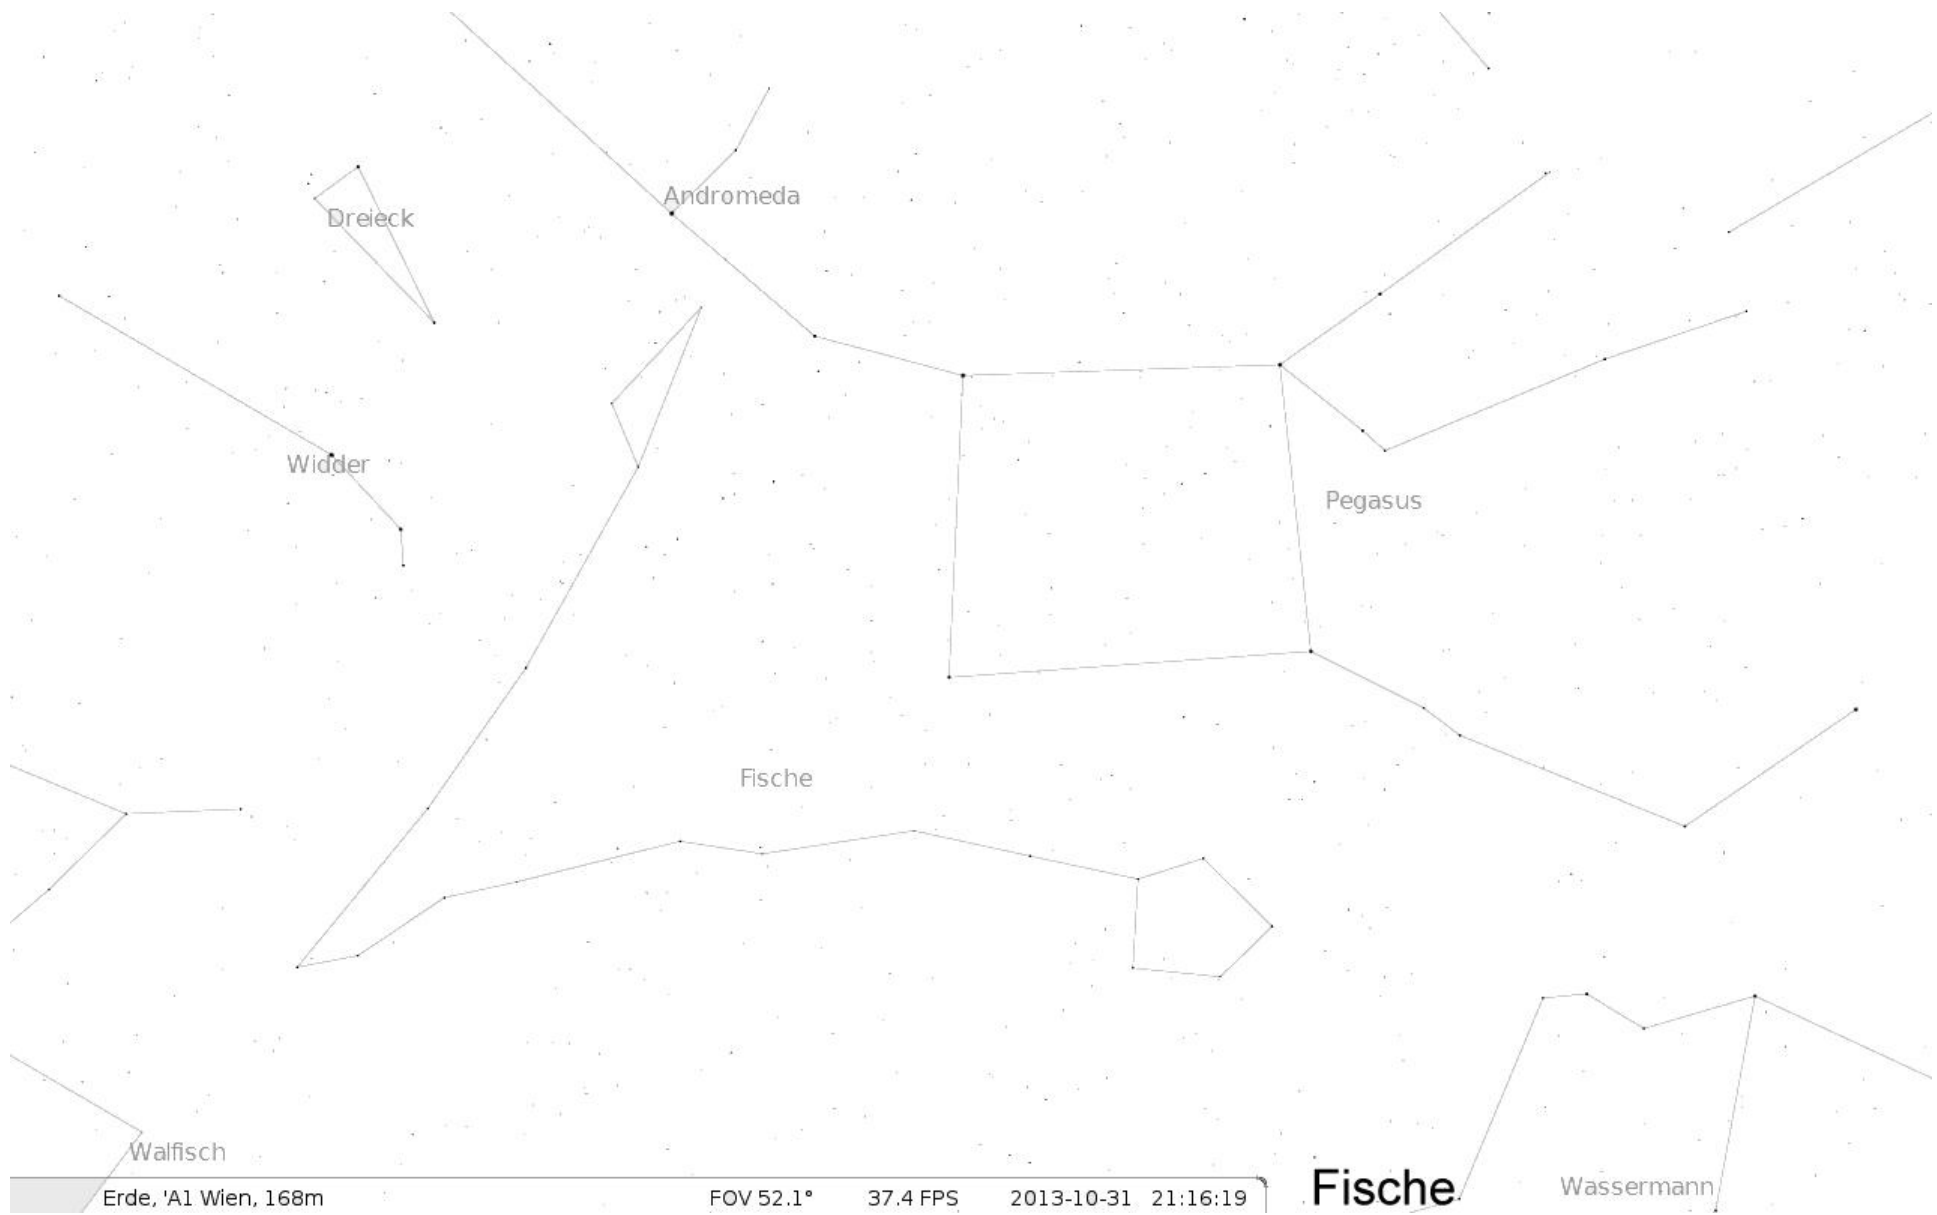 Andromeda
Dreieck
Widder
Pegasus
Fische
Walfisch
Wassermann
Fische
Erde, 'A1 Wien, 168m FOV 52.1° 37.4 FPS 2013-10-31 21:16:19